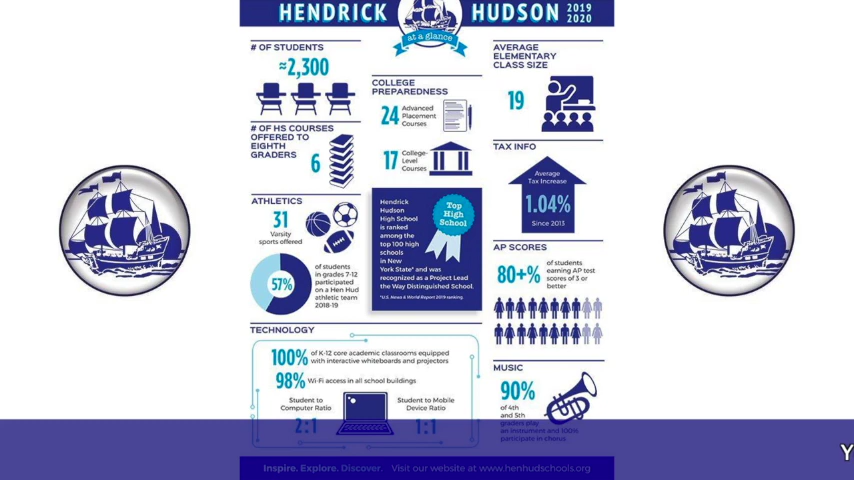 HENDRICK HUDSON 2019
2020
at a glance
# OF STUDENTS
≈2,300
# OF HS COURSES
OFFERED TO
EIGHTH
GRADERS
6
ATHLETICS
31
Varsity
sports offered
57%
of students
in grades 7-12
participated
on a Hen Hud
athletic team
2018-19
COLLEGE
PREPAREDNESS
24 Advanced
Placement
Courses
17 College-
Level
Courses
Hendrick
Hudson
High School
is ranked
among the
top 100 high
schools
in New
York State* and was
recognized as a Project Lead
the Way Distinguished School.
*U.S. News & World Report 2019 ranking.
Top
High
School
TECHNOLOGY
100% of K-12 core academic classrooms equipped
with interactive whiteboards and projectors
98% Wi-Fi access in all school buildings
Student to
Computer Ratio
2:1
Student to Mobile
Device Ratio
1:1
AVERAGE
ELEMENTARY
CLASS SIZE
19
TAX INFO
Average
Tax Increase
1.04%
Since 2013
AP SCORES
80+%
of students
earning AP test
scores of 3 or
better
MUSIC
90%
of 4th
and 5th
graders play
an instrument and 100%
participate in chorus
Inspire. Explore. Discover. Visit our website at www.henhudschools.org
Y